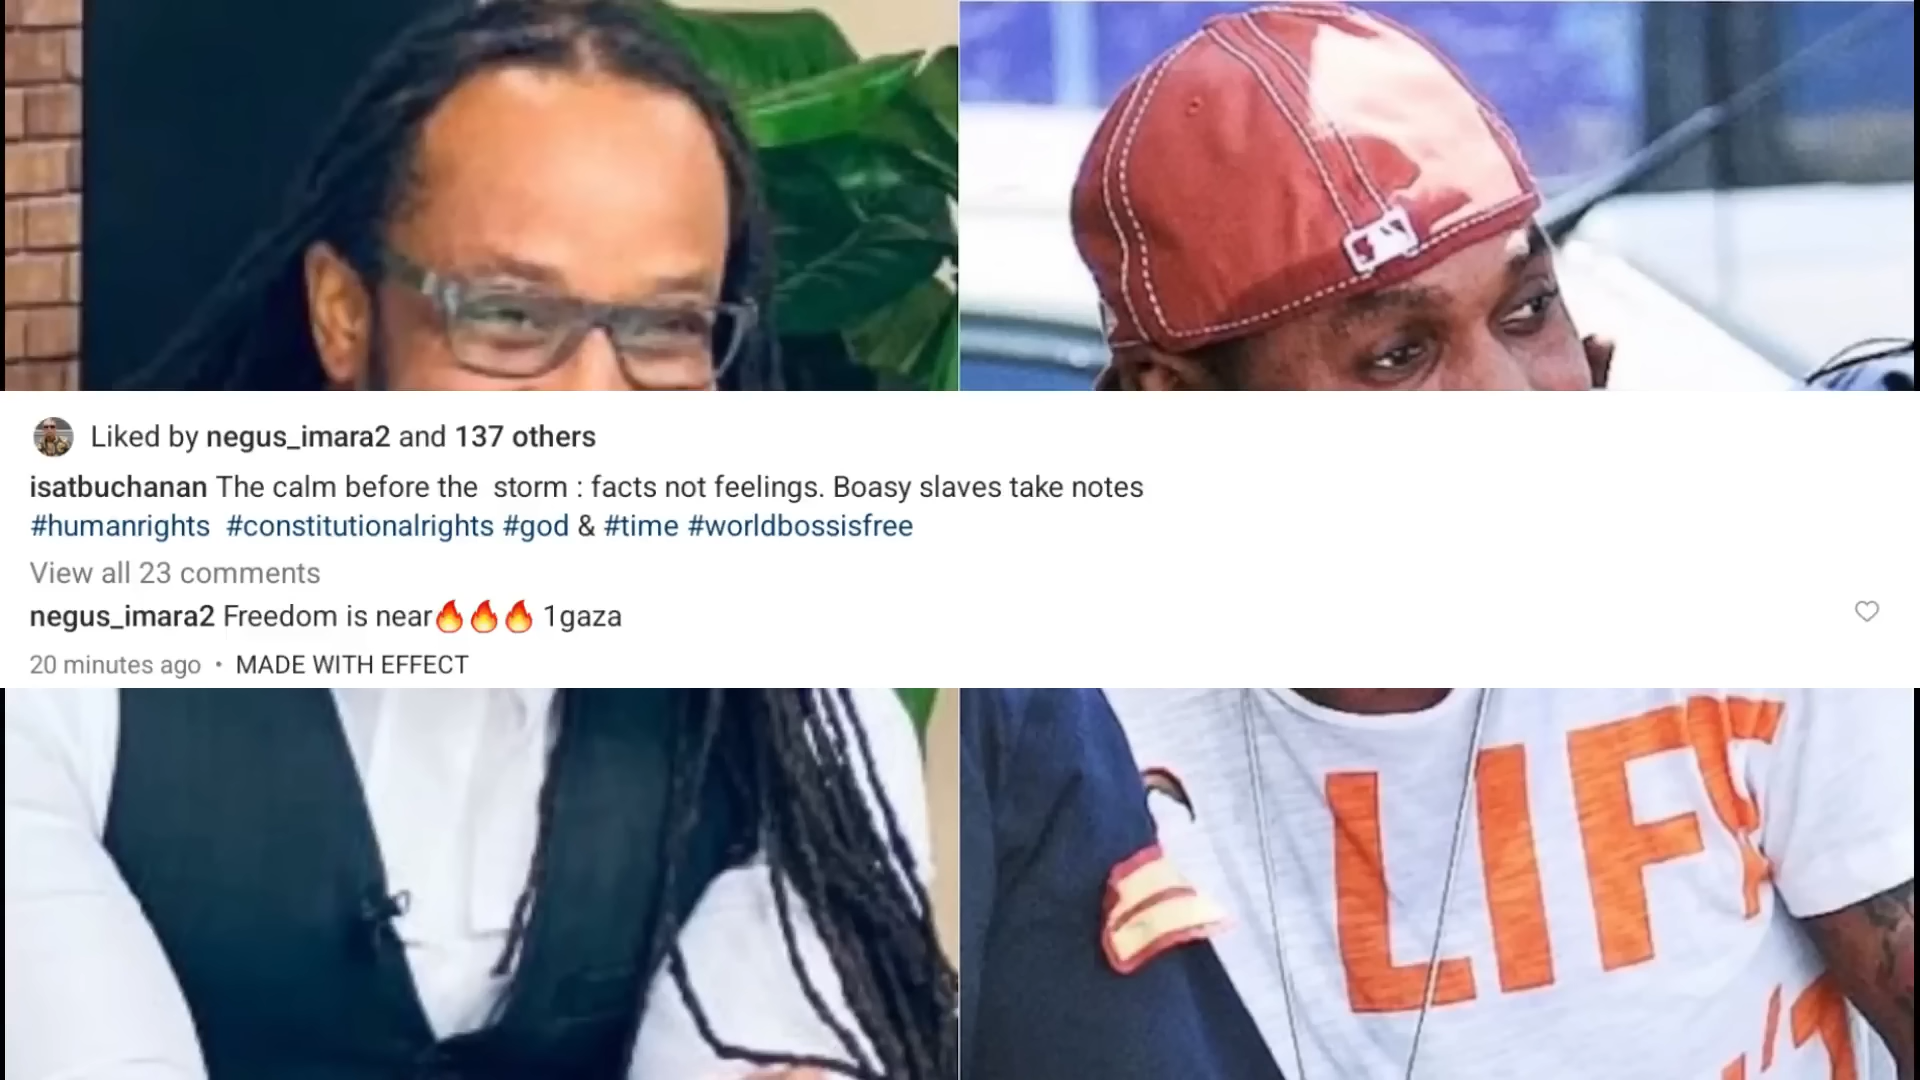 Liked by negus_imara2 and 137 others
isatbuchanan The calm before the storm : facts not feelings. Boasy slaves take notes
#humanrights #constitutionalrights #god & #time #worldbossisfree
View all 23 comments
negus_imara2 Freedom is near🔥🔥🔥 1gaza
20 minutes ago • MADE WITH EFFECT
LIFE